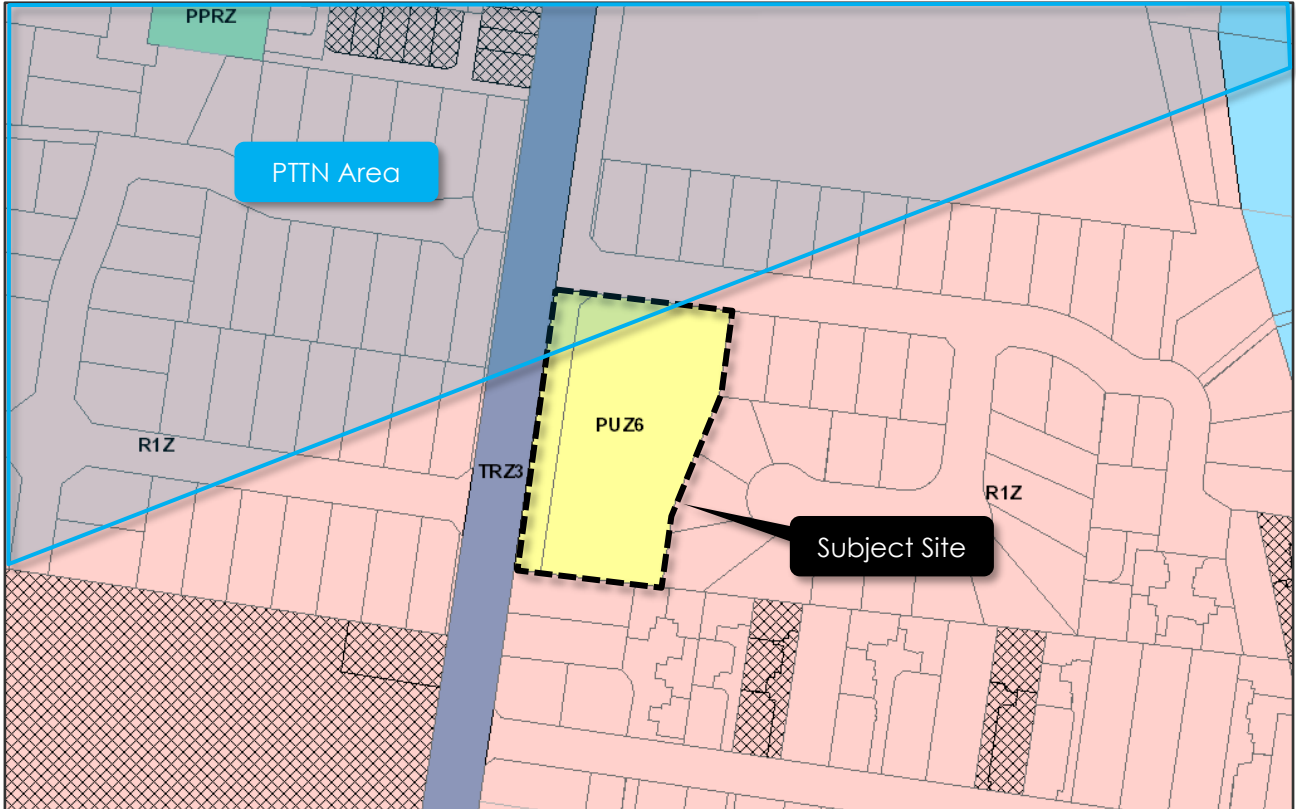 PPRZ
PTTN Area
PUZ6
R1Z
TRZ3
R1Z
Subject Site